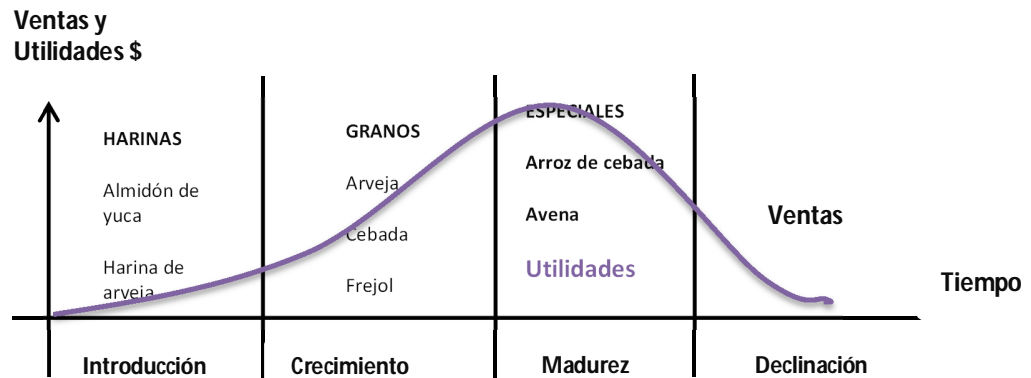 Ventas y
Utilidades $
HARINAS
Almidón de
yuca
Harina de
arveja
GRANOS
Arveja
Cebada
Frejol
ESPECIALES
Arroz de cebada
Avena
Utilidades
Ventas
Tiempo
Introducción
Crecimiento
Madurez
Declinación